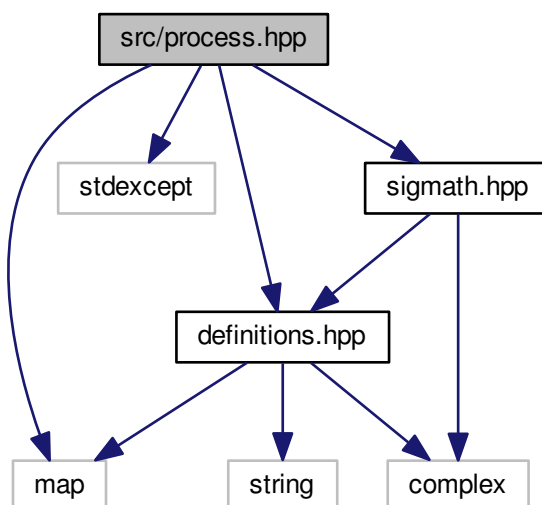 src/process.hpp
stdexcept
sigmath.hpp
definitions.hpp
map
string
complex